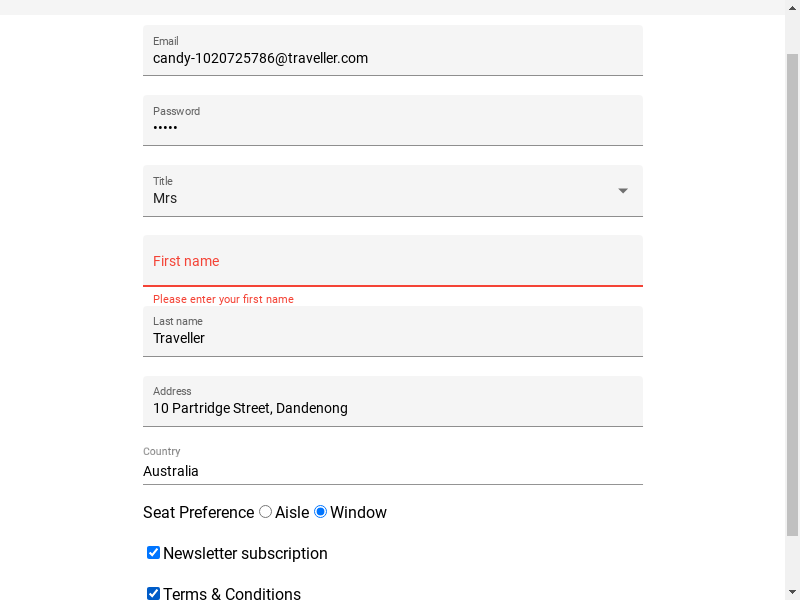 Email
candy-1020725786@traveller.com
Password
•••••
Title
Mrs
First name
Please enter your first name
Last name
Traveller
Address
10 Partridge Street, Dandenong
Country
Australia
Seat Preference Aisle Window
Newsletter subscription
Terms & Conditions